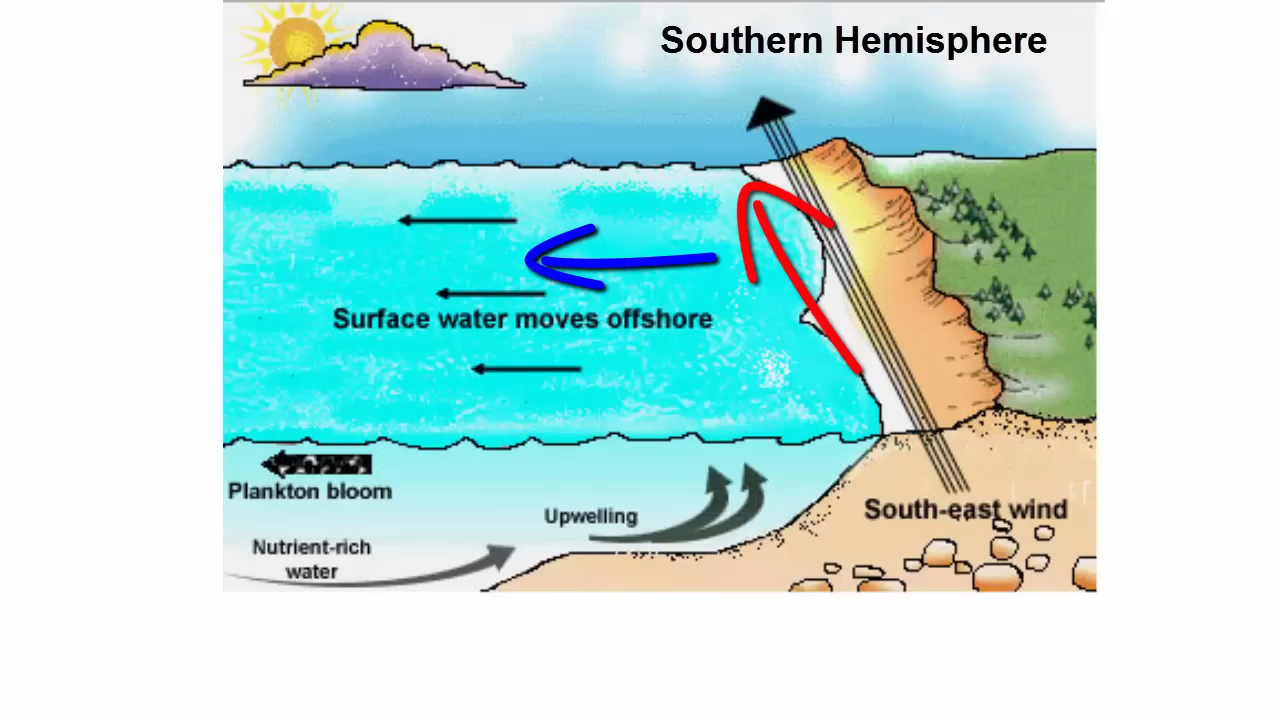 Southern Hemisphere
Surface water moves offshore
Plankton bloom
Upwelling
South-east wind
Nutrient-rich
water